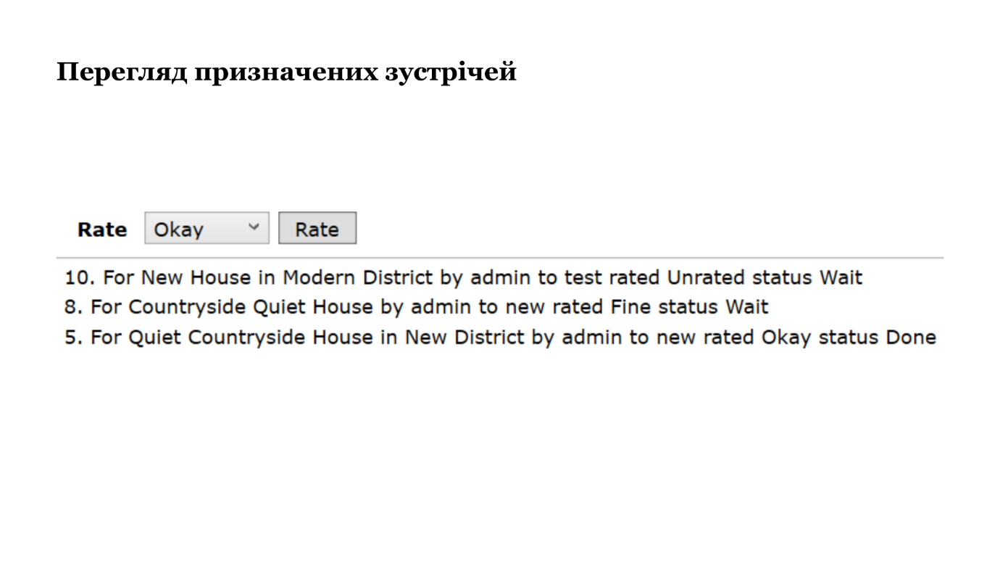 Перегляд призначених зустрічей
Rate Okay Rate
10. For New House in Modern District by admin to test rated Unrated status Wait
8. For Countryside Quiet House by admin to new rated Fine status Wait
5. For Quiet Countryside House in New District by admin to new rated Okay status Done